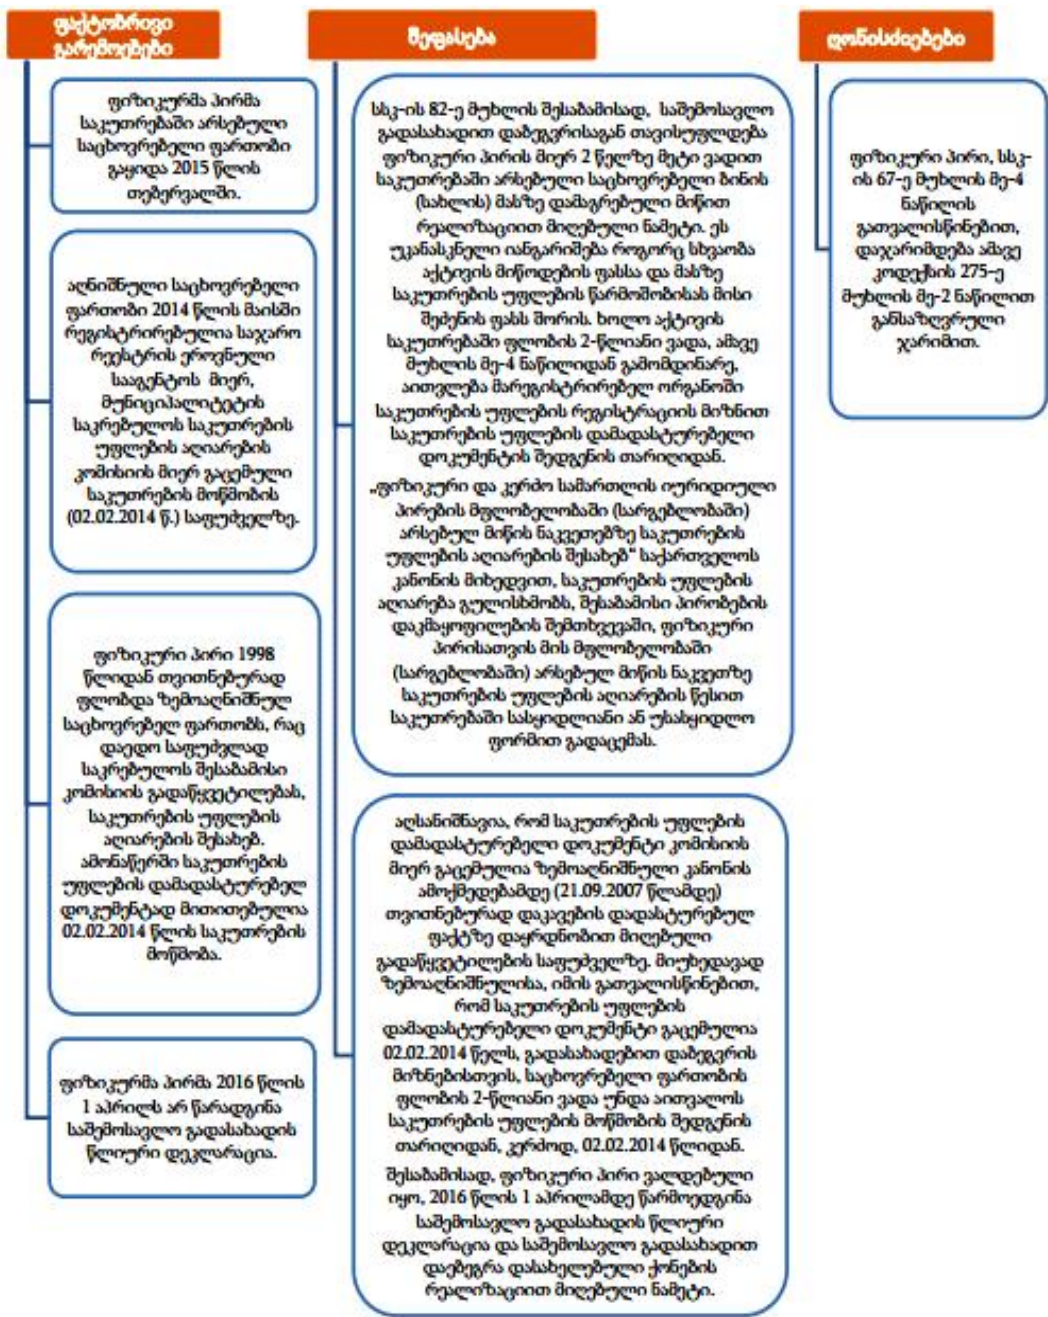 ფაქტობრივი
გარემოებები
ფიზიკურმა პირმა
საკუთრებაში არსებული
საცხოვრებელი ფართობი
გაყიდა 2015 წლის
თებერვალში.
აღნიშნული საცხოვრებელი
ფართობი 2014 წლის მაისში
რეგისტრირებულია საჯარო
რეესტრის ეროვნული
სააგენტოს მიერ,
მუნიციპალიტეტის
საკრებულოს საკუთრების
უფლების აღიარების
კომისიის მიერ გაცემული
საკუთრების მოწმობის
(02.02.2014 წ.) საფუძველზე.
ფიზიკური პირი 1998
წლიდან თვითნებურად
ფლობდა ზემოაღნიშნულ
საცხოვრებელ ფართობს, რაც
დაედო საფუძვლად
საკრებულოს შესაბამისი
კომისიის გადაწყვეტილებას,
საკუთრების უფლების
აღიარების შესახებ.
ამონაწერში საკუთრების
უფლების დამადასტურებელ
დოკუმენტად მითითებულია
02.02.2014 წლის საკუთრების
მოწმობა.
ფიზიკურმა პირმა 2016 წლის
1 აპრილს არ წარადგინა
საშემოსავლო გადასახადის
წლიური დეკლარაცია.
შეფასება
სსკ-ის 82-ე მუხლის შესაბამისად, საშემოსავლო
გადასახადით დაბეგვრისაგან თავისუფლდება
ფიზიკური პირის მიერ 2 წელზე მეტი ვადით
საკუთრებაში არსებული საცხოვრებელი ბინის
(სახლის) მასზე დამაგრებული მიწით
რეალიზაციით მიღებული ნამეტი. ეს
უკანასკნელი იანგარიშება როგორც სხვაობა
აქტივის მიწოდების ფასსა და მასზე
საკუთრების უფლების წარმოშობისას მისი
შეძენის ფასს შორის. ხოლო აქტივის
საკუთრებაში ფლობის 2-წლიანი ვადა, ამავე
მუხლის მე-4 ნაწილიდან გამომდინარე,
აითვლება მარეგისტრირებელ ორგანოში
საკუთრების უფლების რეგისტრაციის მიზნით
საკუთრების უფლების დამადასტურებელი
დოკუმენტის შედგენის თარიღიდან.
„ფიზიკური და კერძო სამართლის იურიდიული
პირების მფლობელობაში (სარგებლობაში)
არსებულ მიწის ნაკვეთებზე საკუთრების
უფლების აღიარების შესახებ“ საქართველოს
კანონის მიხედვით, საკუთრების უფლების
აღიარება გულისხმობს, შესაბამისი პირობების
დაკმაყოფილების შემთხვევაში, ფიზიკური
პირისათვის მის მფლობელობაში
(სარგებლობაში) არსებულ მიწის ნაკვეთზე
საკუთრების უფლების აღიარების წესით
საკუთრებაში სასყიდლიანი ან უსასყიდლო
ფორმით გადაცემას.
აღსანიშნავია, რომ საკუთრების უფლების
დამადასტურებელი დოკუმენტი კომისიის
მიერ გაცემულია ზემოაღნიშნული კანონის
ამოქმედებამდე (21.09.2007 წლამდე)
თვითნებურად დაკავების დადასტურებულ
ფაქტზე დაყრდნობით მიღებული
გადაწყვეტილების საფუძველზე. მიუხედავად
ზემოაღნიშნულისა, იმის გათვალისწინებით,
რომ საკუთრების უფლების
დამადასტურებელი დოკუმენტი გაცემულია
02.02.2014 წელს, გადასახადებით დაბეგვრის
მიზნებისთვის, საცხოვრებელი ფართობის
ფლობის 2-წლიანი ვადა უნდა აითვალოს
საკუთრების უფლების მოწმობის შედგენის
თარიღიდან, კერძოდ, 02.02.2014 წლიდან.
შესაბამისად, ფიზიკური პირი ვალდებული
იყო, 2016 წლის 1 აპრილამდე წარმოედგინა
საშემოსავლო გადასახადის წლიური
დეკლარაცია და საშემოსავლო გადასახადით
დაებეგრა დასახელებული ქონების
რეალიზაციით მიღებული ნამეტი.
ღონისძიებები
ფიზიკური პირი, სსკ-
ის 67-ე მუხლის მე-4
ნაწილის
გათვალისწინებით,
დაჯარიმდება ამავე
კოდექსის 275-ე
მუხლის მე-2 ნაწილით
განსაზღვრული
ჯარიმით.